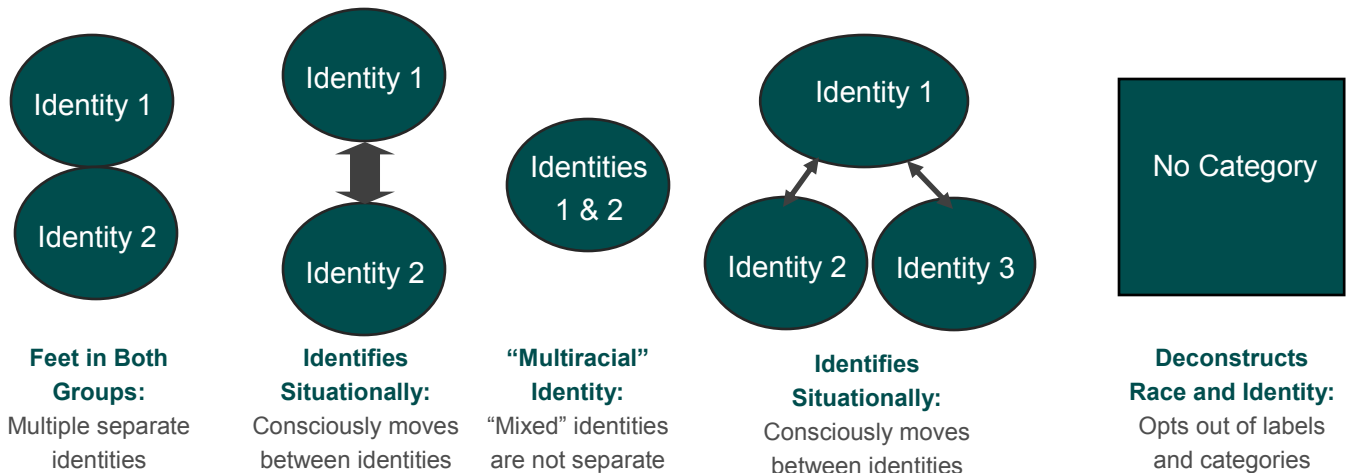 Identity 1
Identity 2
Feet in Both
Groups:
Multiple separate
identities
Identity 1
Identity 2
Identifies
Situationally:
Consciously moves
between identities
Identities
1 & 2
“Multiracial”
Identity:
“Mixed” identities
are not separate
Identity 1
Identity 2
Identity 3
Identifies
Situationally:
Consciously moves
between identities
No Category
Deconstructs
Race and Identity:
Opts out of labels
and categories